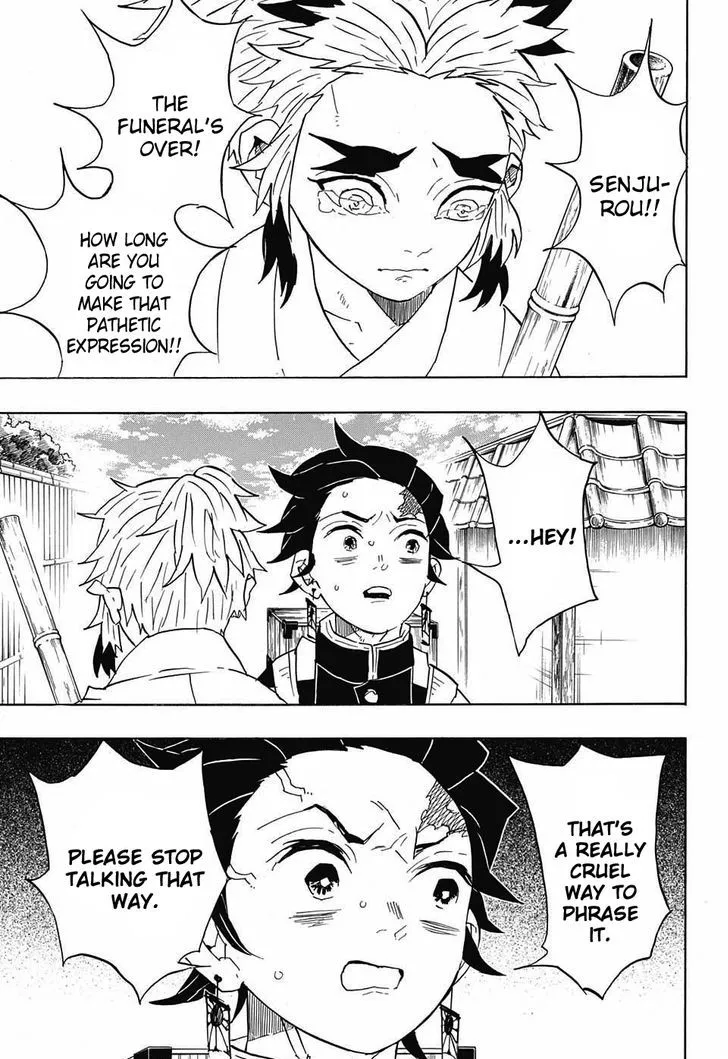 SENJU-
ROU!!
THE
FUNERAL'S
OVER!
HOW LONG
ARE YOU
GOING TO
MAKE THAT
PATHETIC
EXPRESSION!!
...HEY!
THAT'S
A REALLY
CRUEL
WAY TO
PHRASE
IT.
PLEASE STOP
TALKING THAT
WAY.